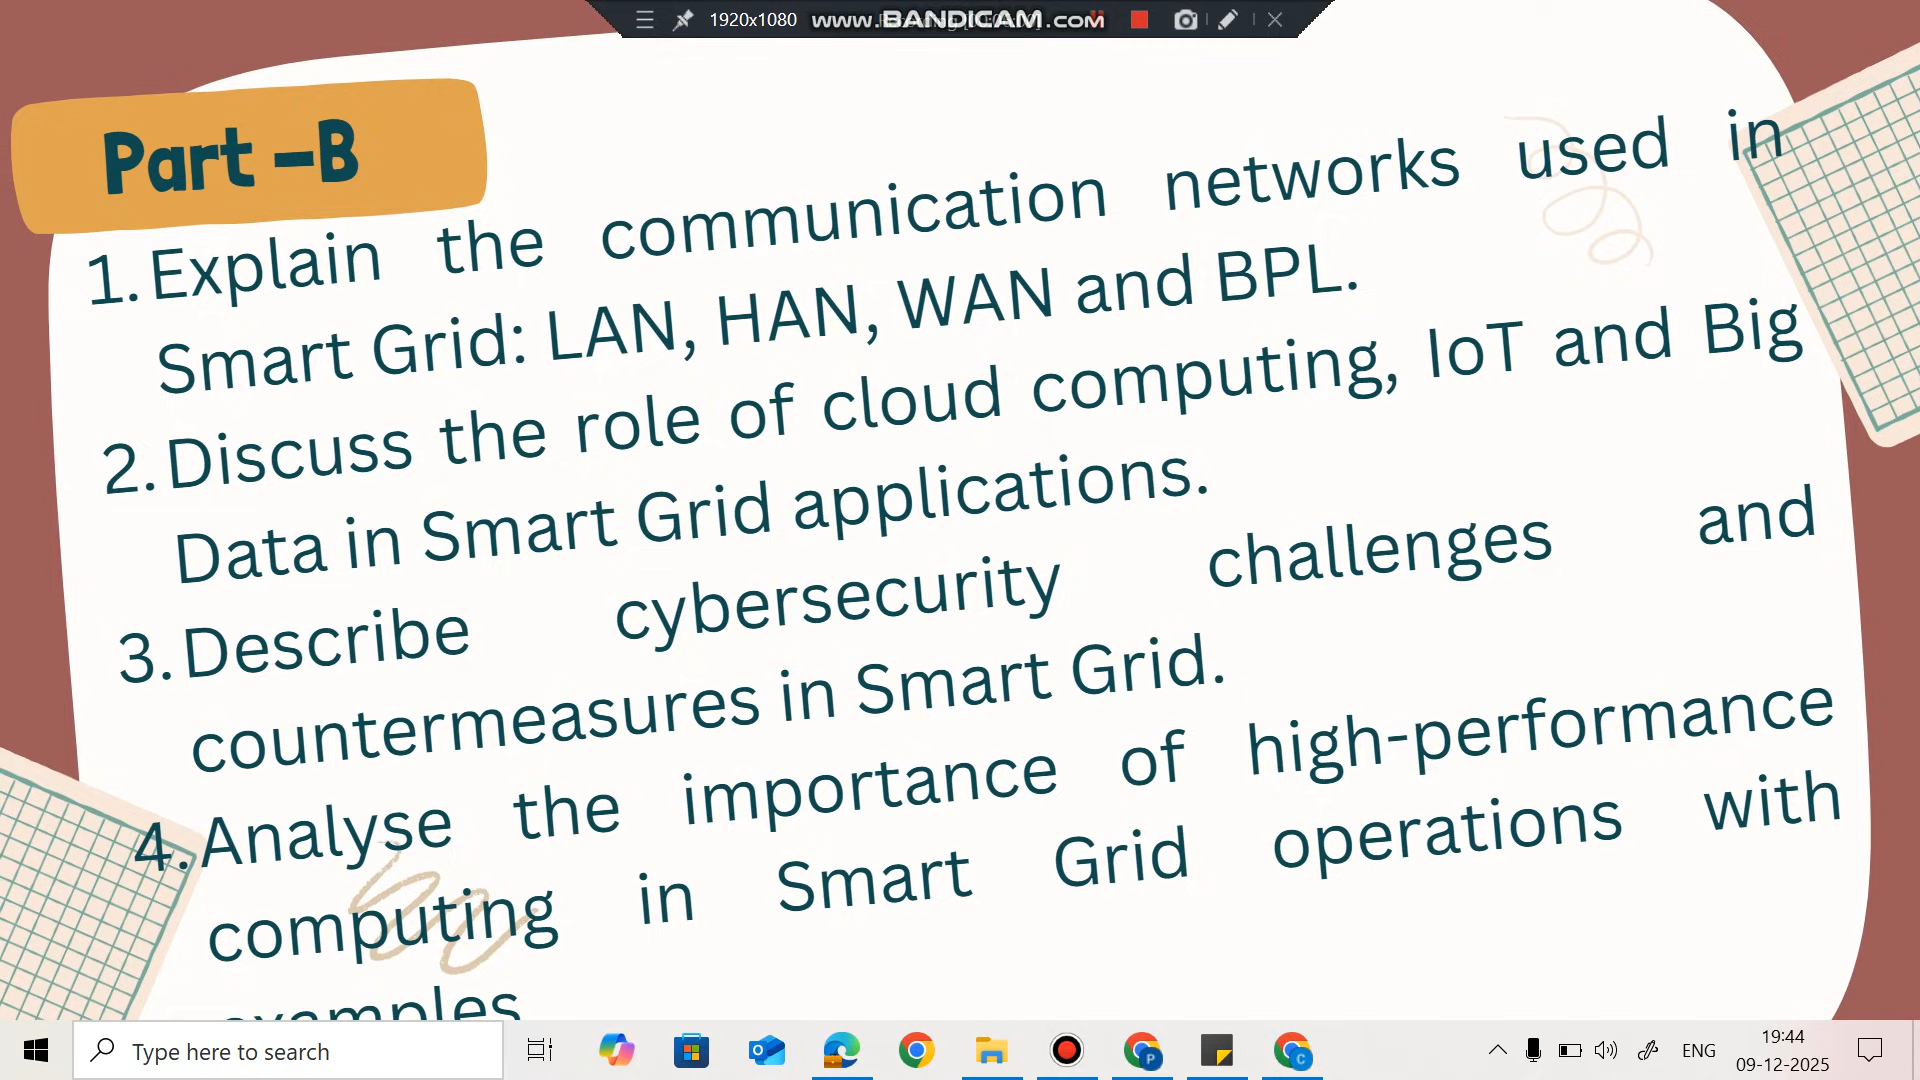 1920x1080
www.BANDICAM.com
Part -B
1. Explain the communication networks used in
Smart Grid: LAN, HAN, WAN and BPL.
2. Discuss the role of cloud computing, IoT and Big
Data in Smart Grid applications.
3. Describe cybersecurity challenges and
countermeasures in Smart Grid.
4. Analyse the importance of high-performance
computing in Smart Grid operations with
examples
Type here to search
ENG
19:44
09-12-2025